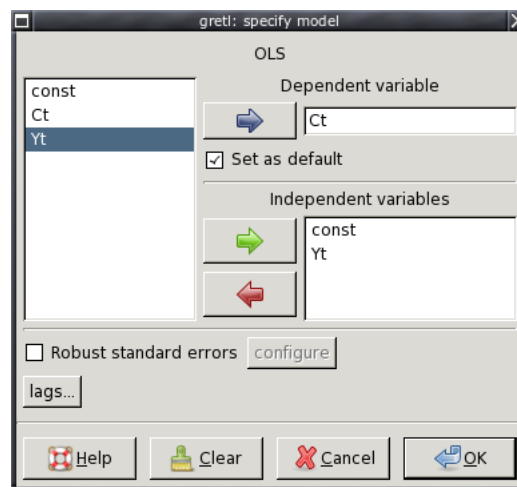 gretl: specify model
OLS
const
Ct
Yt
Dependent variable
Ct
Set as default
Independent variables
const
Yt
Robust standard errors configure
lags...
Help Clear Cancel OK